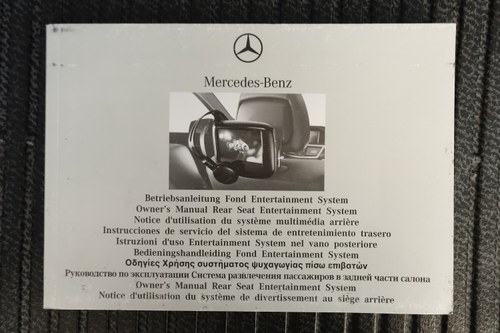 Mercedes-Benz
Betriebsanleitung Fond Entertainment System
Owner's Manual Rear Seat Entertainment System
Notice d'utilisation du système multimédia arrière
Instrucciones de servicio del sistema de entretenimiento trasero
Istruzioni d'uso Entertainment System nel vano posteriore
Bedieningshandleiding Fond Entertainment System
Οδηγίες Χρήσης συστήματος ψυχαγωγίας πίσω επιβατών
Руководство по эксплуатации Система развлечения пассажиров в задней части салона
Owner's Manual Rear Seat Entertainment System
Notice d'utilisation du système de divertissement au siège arrière